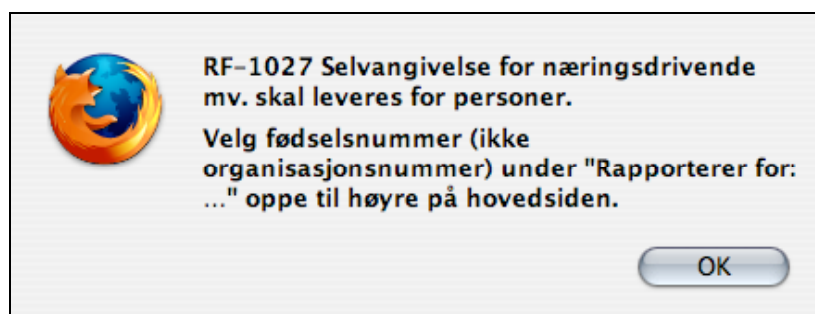 RF-1027 Selvangivelse for næringsdrivende
mv. skal leveres for personer.
Velg fødselsnummer (ikke
organisasjonsnummer) under "Rapporterer for:
..." oppe til høyre på hovedsiden.
OK